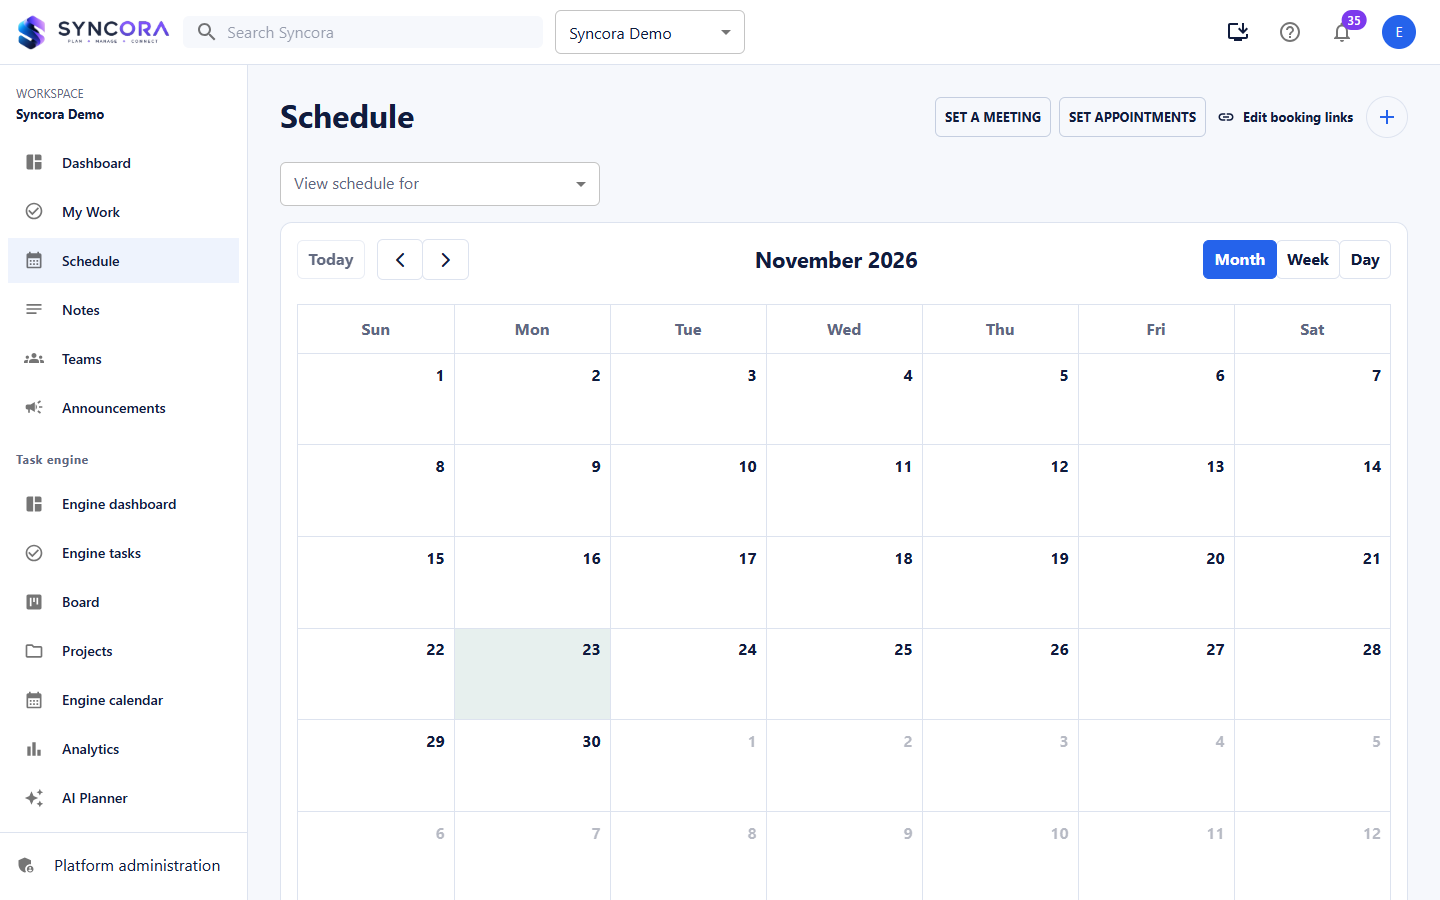 SYNCORA
PLAN • MANAGE • CONNECT
Search Syncora
Syncora Demo
35
E
WORKSPACE
Syncora Demo
Dashboard
My Work
Schedule
Notes
Teams
Announcements
Task engine
Engine dashboard
Engine tasks
Board
Projects
Engine calendar
Analytics
AI Planner
Platform administration
Schedule
SET A MEETING
SET APPOINTMENTS
Edit booking links
View schedule for
Today
November 2026
Month
Week
Day
Sun Mon Tue Wed Thu Fri Sat
1 2 3 4 5 6 7
8 9 10 11 12 13 14
15 16 17 18 19 20 21
22 23 24 25 26 27 28
29 30 1 2 3 4 5
6 7 8 9 10 11 12